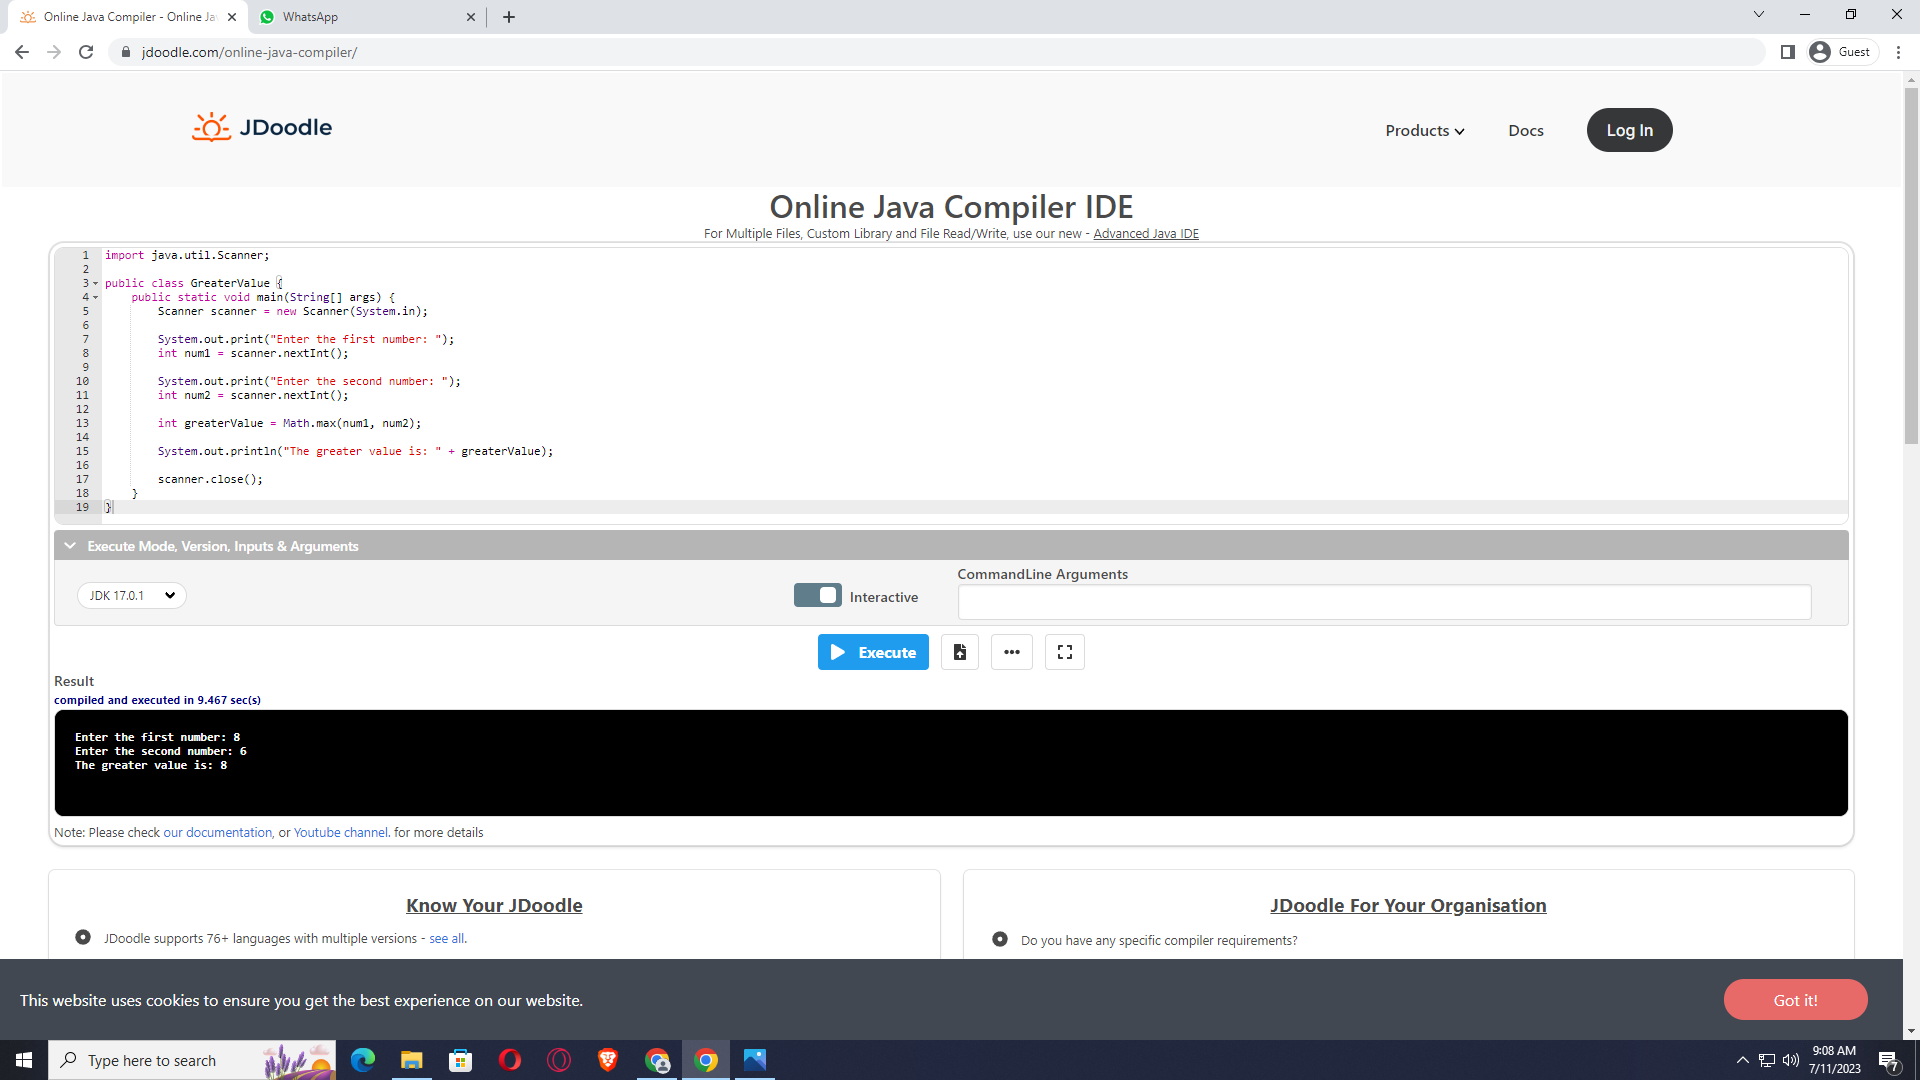 Online Java Compiler - Online Ja
WhatsApp
jdoodle.com/online-java-compiler/
Guest
JDoodle
Products
Docs
Log In
Online Java Compiler IDE
For Multiple Files, Custom Library and File Read/Write, use our new - Advanced Java IDE
1 import java.util.Scanner;
2
3 public class GreaterValue {
4 public static void main(String[] args) {
5 Scanner scanner = new Scanner(System.in);
6
7 System.out.print("Enter the first number: ");
8 int num1 = scanner.nextInt();
9
10 System.out.print("Enter the second number: ");
11 int num2 = scanner.nextInt();
12
13 int greaterValue = Math.max(num1, num2);
14
15 System.out.println("The greater value is: " + greaterValue);
16
17 scanner.close();
18 }
19 }
Execute Mode, Version, Inputs & Arguments
CommandLine Arguments
JDK 17.0.1
Interactive
Execute
Result
compiled and executed in 9.467 sec(s)
Enter the first number: 8
Enter the second number: 6
The greater value is: 8
Note: Please check our documentation, or Youtube channel. for more details
Know Your JDoodle
JDoodle supports 76+ languages with multiple versions - see all.
JDoodle For Your Organisation
Do you have any specific compiler requirements?
This website uses cookies to ensure you get the best experience on our website.
Got it!
Type here to search
9:08 AM
7/11/2023
7